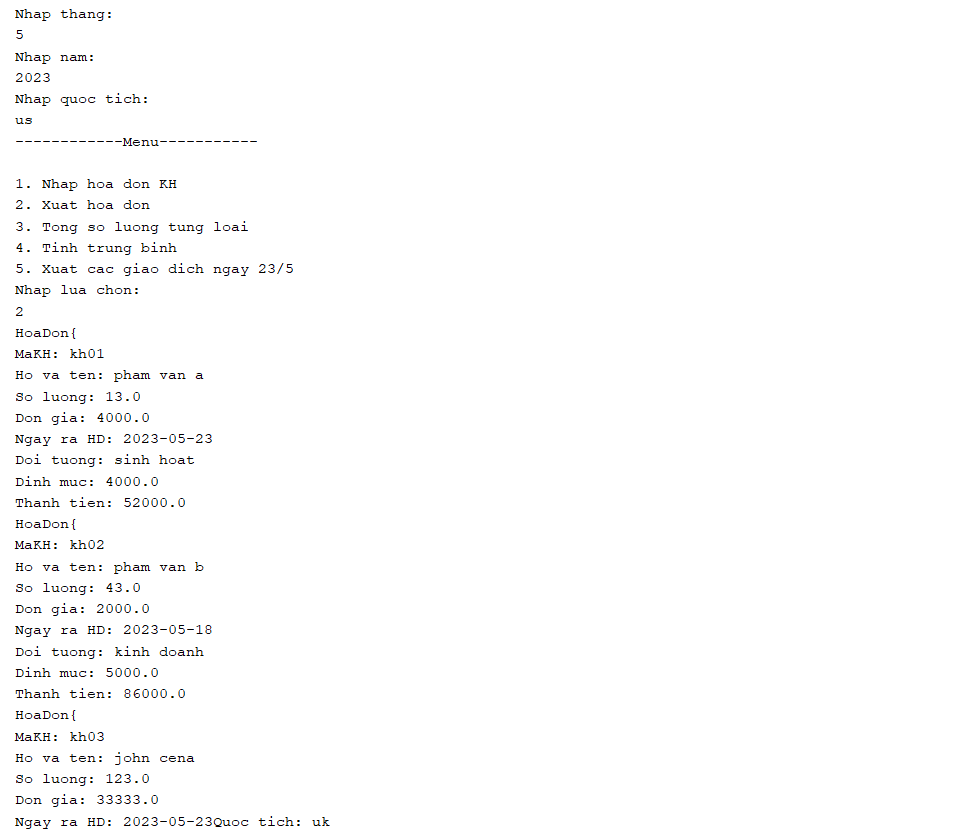 Nhap thang:
5
Nhap nam:
2023
Nhap quoc tich:
us
------------Menu-----------
1. Nhap hoa don KH
2. Xuat hoa don
3. Tong so luong tung loai
4. Tinh trung binh
5. Xuat cac giao dich ngay 23/5
Nhap lua chon:
2
HoaDon{
MaKH: kh01
Ho va ten: pham van a
So luong: 13.0
Don gia: 4000.0
Ngay ra HD: 2023-05-23
Doi tuong: sinh hoat
Dinh muc: 4000.0
Thanh tien: 52000.0
HoaDon{
MaKH: kh02
Ho va ten: pham van b
So luong: 43.0
Don gia: 2000.0
Ngay ra HD: 2023-05-18
Doi tuong: kinh doanh
Dinh muc: 5000.0
Thanh tien: 86000.0
HoaDon{
MaKH: kh03
Ho va ten: john cena
So luong: 123.0
Don gia: 33333.0
Ngay ra HD: 2023-05-23Quoc tich: uk